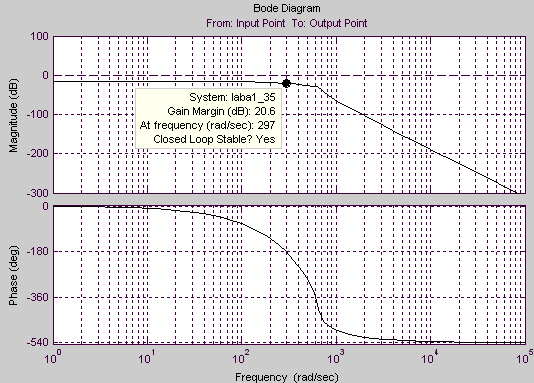 Bode Diagram
From: Input Point To: Output Point
Magnitude (dB)
100
0
-100
-200
-300
System: laba1_35
Gain Margin (dB): 20.6
At frequency (rad/sec): 297
Closed Loop Stable? Yes
Phase (deg)
0
-180
-360
-540
10^0 10^1 10^2 10^3 10^4 10^5
Frequency (rad/sec)